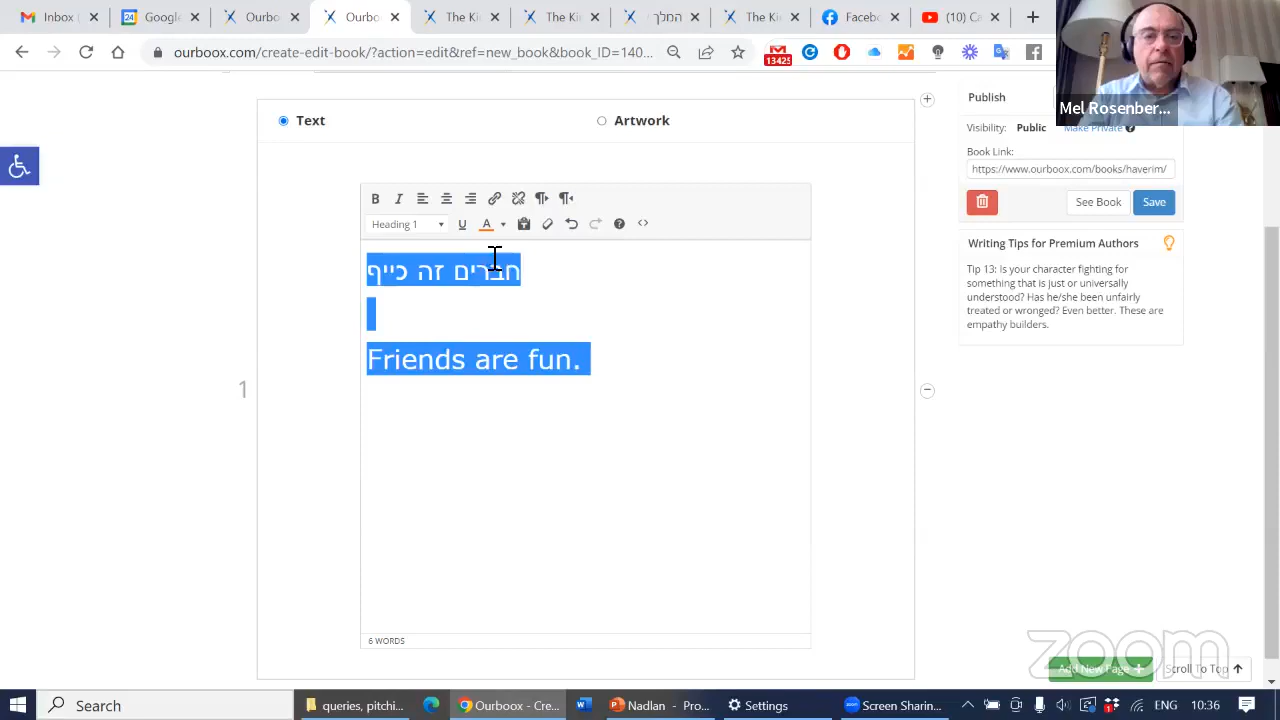 Inbox (
Google
Ourbo
Ourbo
The Ki
The Ki
המלך
The Ki
Faceb
(2) Ca
ourboox.com/create-edit-book/?action=edit&ref=new_book&book_ID=140...
13425
Mel Rosenber...
Text
Artwork
Heading 1
חברים זה כייף
Friends are fun.
6 WORDS
1
Publish
Visibility: Public Make Private
Book Link:
https://www.ourboox.com/books/haverim/
See Book
Save
Writing Tips for Premium Authors
Tip 13: Is your character fighting for
something that is just or universally
understood? Has he/she been unfairly
treated or wronged? Even better. These are
empathy builders.
zoom
Add New Page
Scroll To Top
Search
queries, pitchi...
Ourboox - Cre...
Nadlan - Pro...
Settings
Screen Sharing...
ENG
10:36